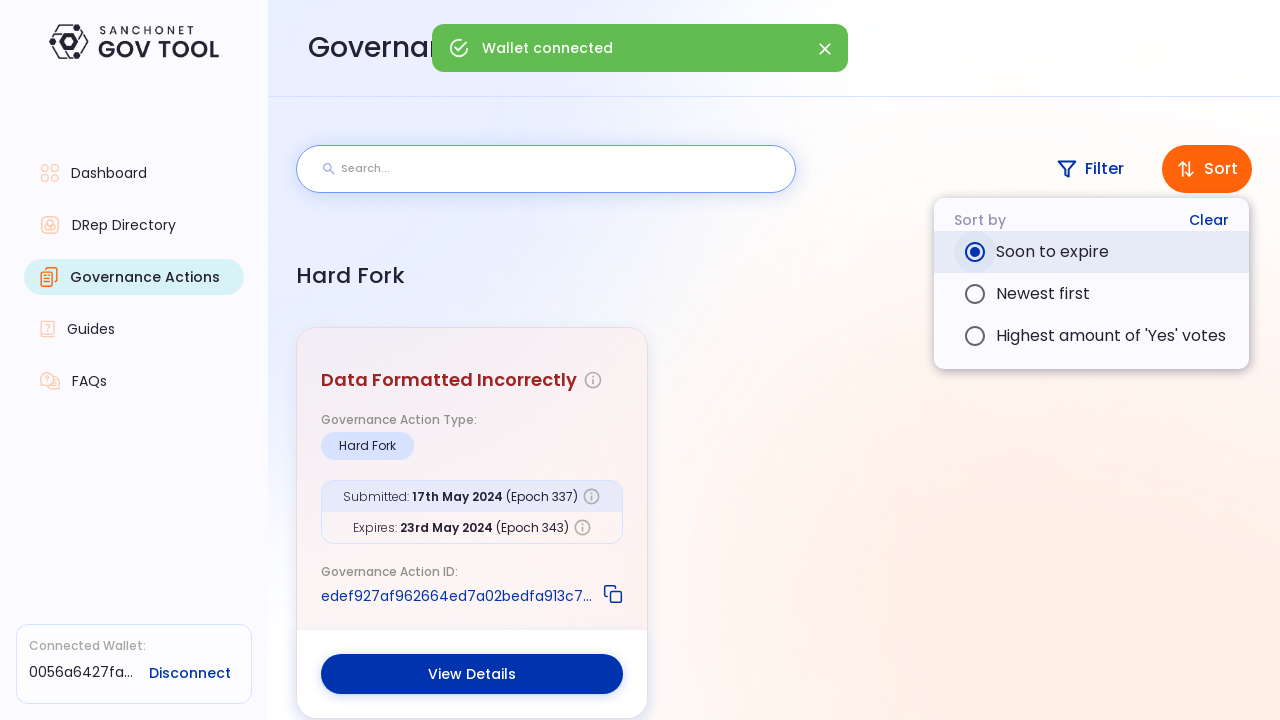 SANCHONET
GOV TOOL
Dashboard
DRep Directory
Governance Actions
Guides
FAQs
Connected Wallet:
0056a6427fa...
Disconnect
Governan
Wallet connected
Search...
Filter
Sort
Sort by
Clear
Soon to expire
Newest first
Highest amount of 'Yes' votes
Hard Fork
Data Formatted Incorrectly
Governance Action Type:
Hard Fork
Submitted: 17th May 2024 (Epoch 337)
Expires: 23rd May 2024 (Epoch 343)
Governance Action ID:
edef927af962664ed7a02bedfa913c7...
View Details